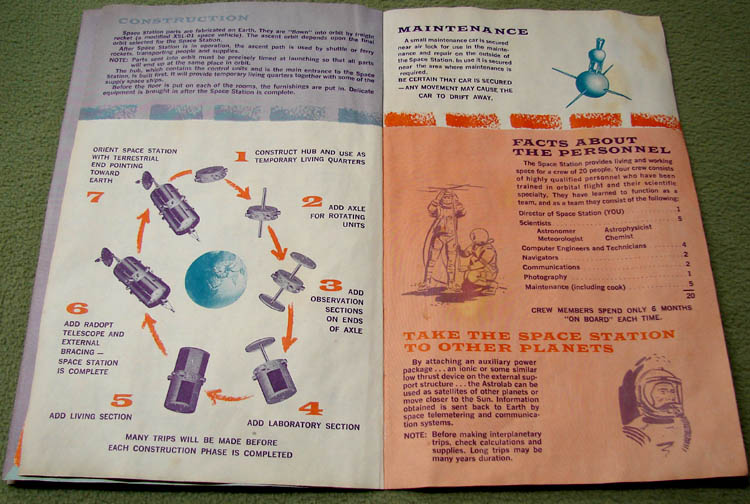 CONSTRUCTION
Space Station parts are fabricated on Earth. They are "flown" into orbit by freight
rocket (a modified XSL-01 space vehicle). The ascent orbit depends upon the final
orbit selected for the Space Station.
After Space Station is in operation, the ascent path is used by shuttle or ferry
rockets, transporting people and supplies.
NOTE: Parts sent into orbit must be precisely timed at launching so that all parts
will end up at the same place in orbit.
The hub, which contains the control units and is the main entrance to the Space
Station, is built first. It will provide temporary living quarters together with some of the
supply space ships.
Before the floor is put on each of the rooms, the furnishings are put in. Delicate
equipment is brought in after the Space Station is complete.
ORIENT SPACE STATION
WITH TERRESTRIAL
END POINTING
TOWARD
EARTH
7
1 CONSTRUCT HUB AND USE AS
TEMPORARY LIVING QUARTERS
2 ADD AXLE
FOR ROTATING
UNITS
3 ADD
OBSERVATION
SECTIONS
ON ENDS
OF AXLE
6
ADD RADOPT
TELESCOPE AND
EXTERNAL
BRACING —
SPACE STATION
IS COMPLETE
5
ADD LIVING SECTION
4
ADD LABORATORY SECTION
MANY TRIPS WILL BE MADE BEFORE
EACH CONSTRUCTION PHASE IS COMPLETED
MAINTENANCE
A small maintenance car is secured
near air lock for use in the mainte-
nance and repair on the outside of
the Space Station. In use it is secured
near the area where maintenance is
required.
BE CERTAIN THAT CAR IS SECURED
—ANY MOVEMENT MAY CAUSE THE
CAR TO DRIFT AWAY.
FACTS ABOUT
THE PERSONNEL
The Space Station provides living and working
space for a crew of 20 people. Your crew consists
of highly qualified personnel who have been
trained in orbital flight and their scientific
specialty. They have learned to function as a
team, and as a team they consist of the following:
Director of Space Station (YOU) 1
Scientists 5
Astronomer Astrophysicist
Meteorologist Chemist
Computer Engineers and Technicians 4
Navigators 2
Communications 2
Photography 1
Maintenance (including cook) 5
20
CREW MEMBERS SPEND ONLY 6 MONTHS
"ON BOARD" EACH TIME.
TAKE THE SPACE STATION
TO OTHER PLANETS
By attaching an auxiliary power
package ... an ionic or some similar
low thrust device on the external sup-
port structure ... the Astrolab can be
used as satellites of other planets or
move closer to the Sun. Information
obtained is sent back to Earth by
space telemetering and communica-
tion systems.
NOTE: Before making interplanetary
trips, check calculations and
supplies. Long trips may be
many years duration.